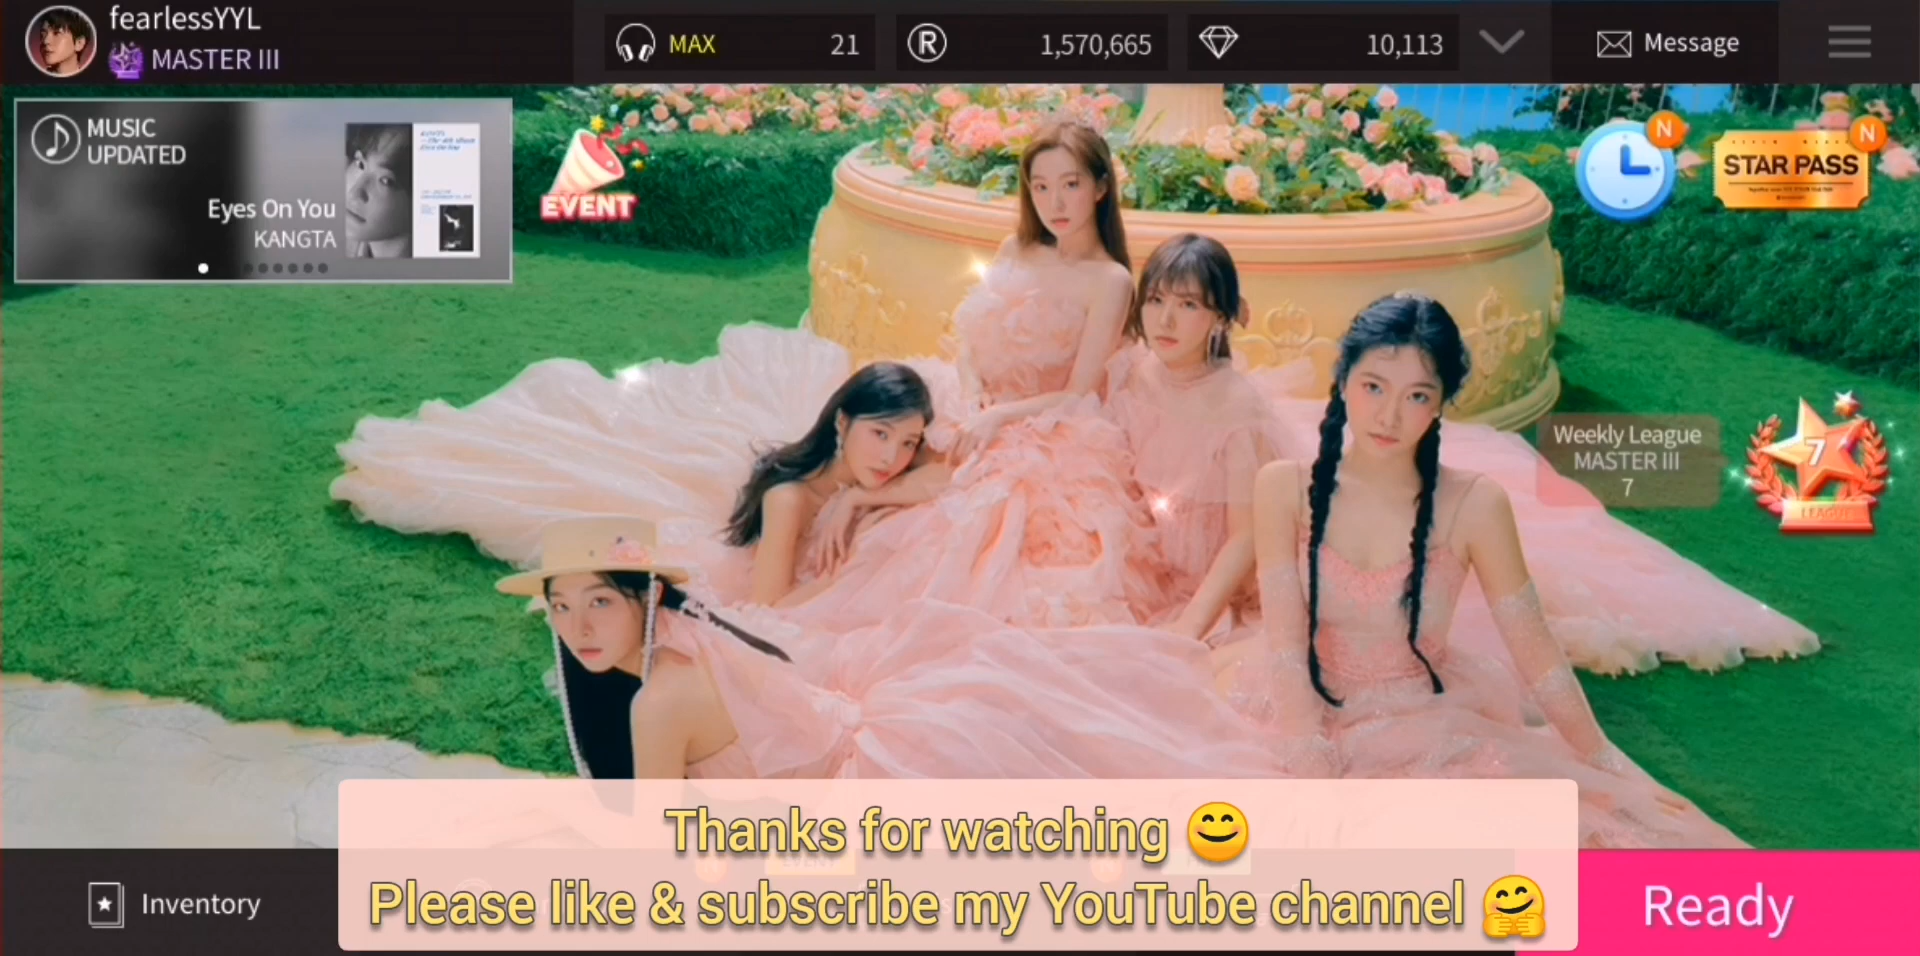 fearlessYYL
MASTER III
MAX 21
R 1,570,665
10,113
Message
MUSIC
UPDATED
Eyes On You
KANGTA
EVENT
N
N
STAR PASS
Weekly League
MASTER III
7
7
LEAGUE
Thanks for watching 😊
Please like & subscribe my YouTube channel 🤗
Inventory
Ready